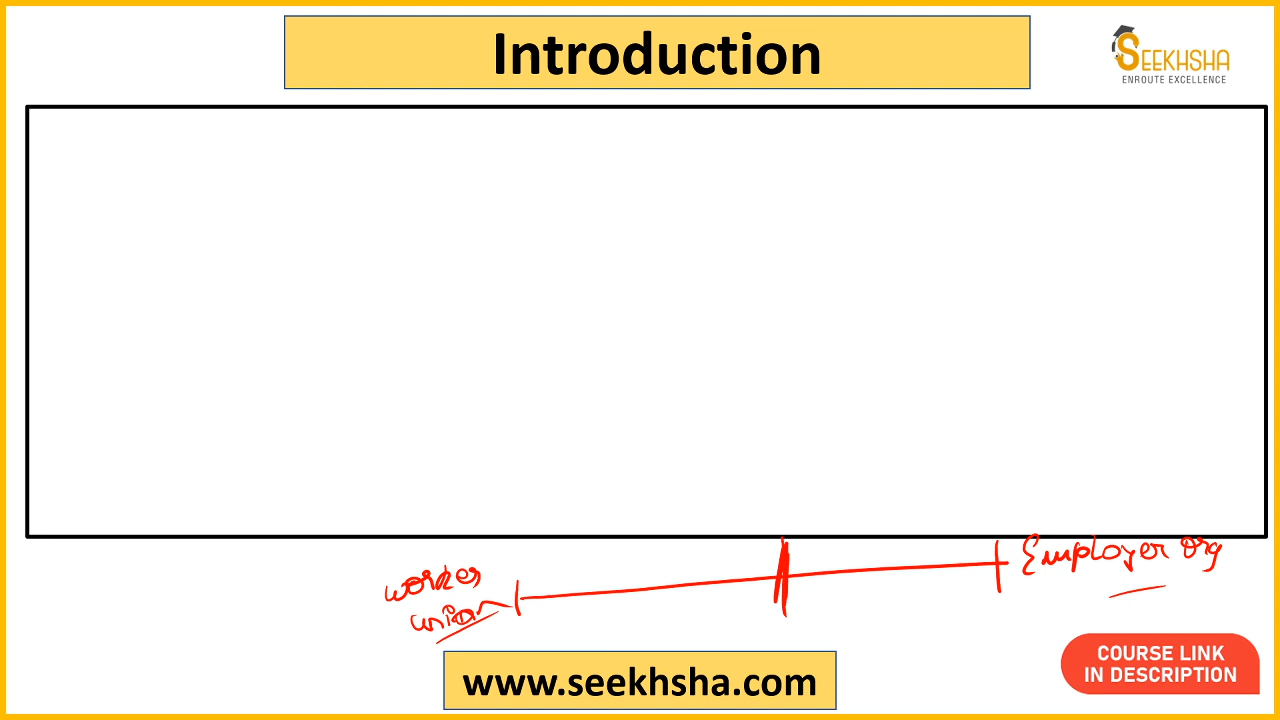 Introduction
SEEKHSHA
ENROUTE EXCELLENCE
Employer org
worker
union
www.seekhsha.com
COURSE LINK
IN DESCRIPTION